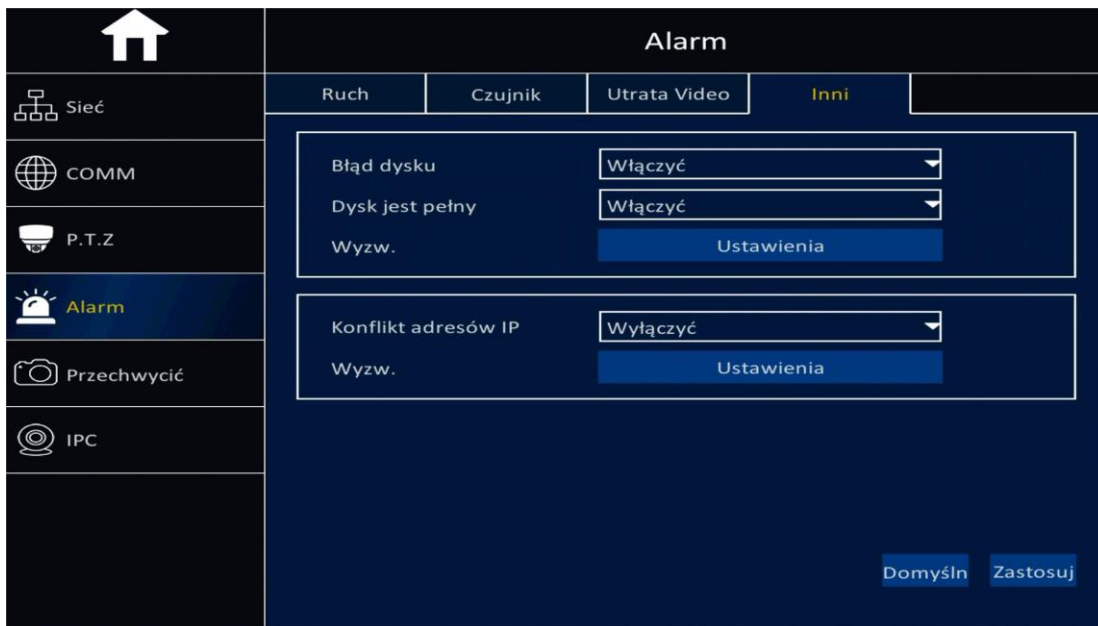 Alarm
Sieć
COMM
P.T.Z
Alarm
Przechwycić
IPC
Ruch
Czujnik
Utrata Video
Inni
Błąd dysku
Włączyć
Dysk jest pełny
Włączyć
Wyzw.
Ustawienia
Konflikt adresów IP
Wyłączyć
Wyzw.
Ustawienia
Domyśln
Zastosuj